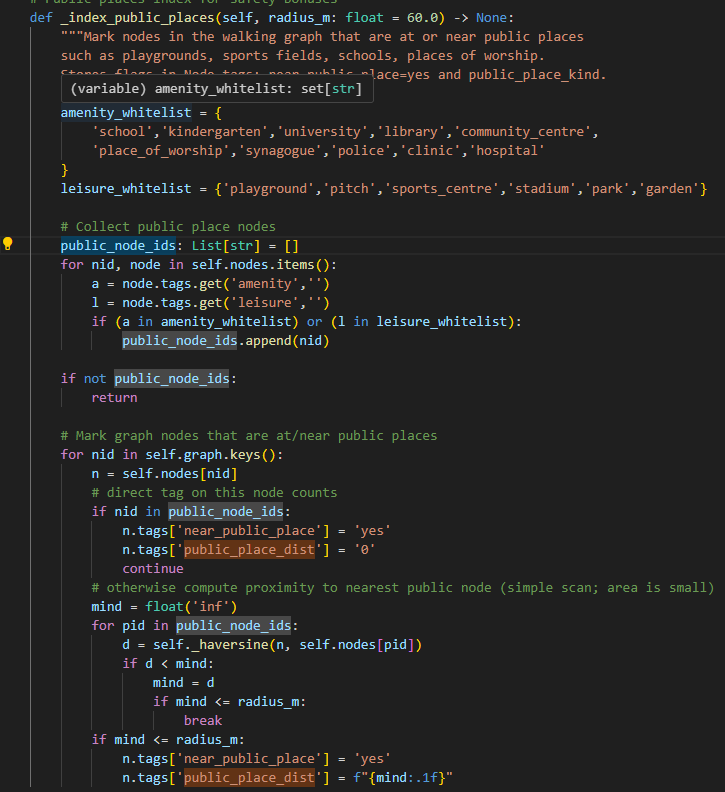 # Public places index for safety bonuses
def _index_public_places(self, radius_m: float = 60.0) -> None:
    """Mark nodes in the walking graph that are at or near public places
    such as playgrounds, sports fields, schools, places of worship.
    Stores flags in Node.tags: near_public_place=yes and public_place_kind.
    (variable) amenity_whitelist: set[str]
    amenity_whitelist = {
        'school','kindergarten','university','library','community_centre',
        'place_of_worship','synagogue','police','clinic','hospital'
    }
    leisure_whitelist = {'playground','pitch','sports_centre','stadium','park','garden'}
    # Collect public place nodes
    public_node_ids: List[str] = []
    for nid, node in self.nodes.items():
        a = node.tags.get('amenity','')
        l = node.tags.get('leisure','')
        if (a in amenity_whitelist) or (l in leisure_whitelist):
            public_node_ids.append(nid)
    if not public_node_ids:
        return
    # Mark graph nodes that are at/near public places
    for nid in self.graph.keys():
        n = self.nodes[nid]
        # direct tag on this node counts
        if nid in public_node_ids:
            n.tags['near_public_place'] = 'yes'
            n.tags['public_place_dist'] = '0'
            continue
        # otherwise compute proximity to nearest public node (simple scan; area is small)
        mind = float('inf')
        for pid in public_node_ids:
            d = self._haversine(n, self.nodes[pid])
            if d < mind:
                mind = d
                if mind <= radius_m:
                    break
        if mind <= radius_m:
            n.tags['near_public_place'] = 'yes'
            n.tags['public_place_dist'] = f"{mind:.1f}"